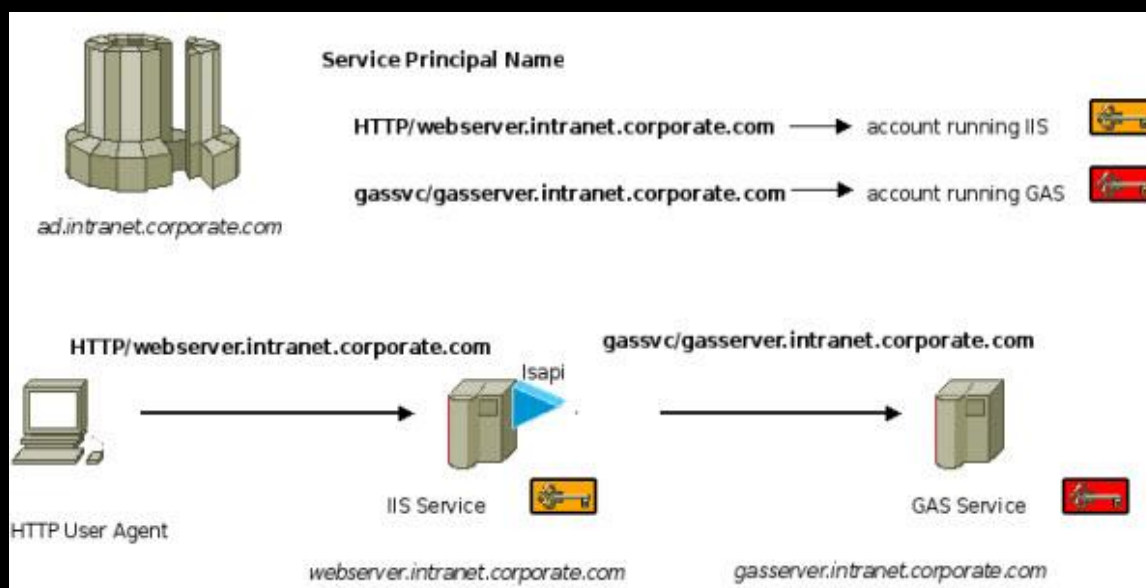 Service Principal Name
HTTP/webserver.intranet.corporate.com
account running IIS
gassvc/gasserver.intranet.corporate.com
account running GAS
ad.intranet.corporate.com
HTTP/webserver.intranet.corporate.com
gassvc/gasserver.intranet.corporate.com
Isapi
IIS Service
GAS Service
HTTP User Agent
webserver.intranet.corporate.com
gasserver.intranet.corporate.com